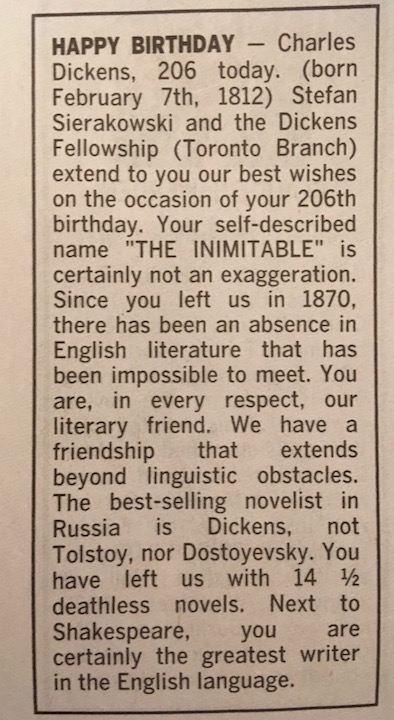 HAPPY BIRTHDAY — Charles
Dickens, 206 today. (born
February 7th, 1812) Stefan
Sierakowski and the Dickens
Fellowship (Toronto Branch)
extend to you our best wishes
on the occasion of your 206th
birthday. Your self-described
name "THE INIMITABLE" is
certainly not an exaggeration.
Since you left us in 1870,
there has been an absence in
English literature that has
been impossible to meet. You
are, in every respect, our
literary friend. We have a
friendship that extends
beyond linguistic obstacles.
The best-selling novelist in
Russia is Dickens, not
Tolstoy, nor Dostoyevsky. You
have left us with 14 ½
deathless novels. Next to
Shakespeare, you are
certainly the greatest writer
in the English language.